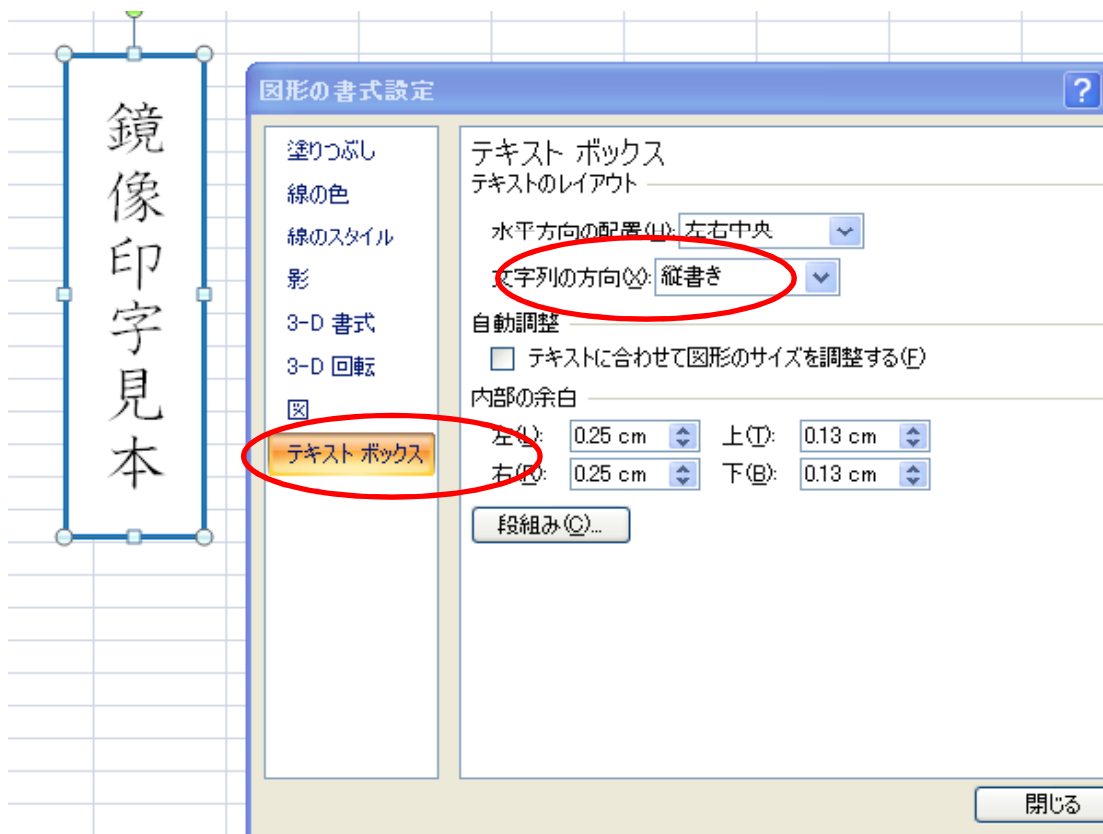 鏡像印字見本
図形の書式設定
?
塗りつぶし
線の色
線のスタイル
影
3-D 書式
3-D 回転
図
テキスト ボックス
テキスト ボックス
テキストのレイアウト
水平方向の配置(H): 左右中央
文字列の方向(X): 縦書き
自動調整
テキストに合わせて図形のサイズを調整する(F)
内部の余白
左(L): 0.25 cm 上(T): 0.13 cm
右(R): 0.25 cm 下(B): 0.13 cm
段組み(C)...
閉じる